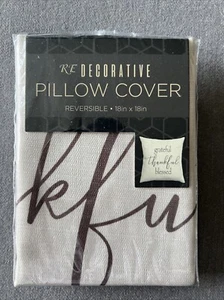 RE DECORATIVE
PILLOW COVER
REVERSIBLE • 18in x 18in
grateful
thankful
blessed
kfu